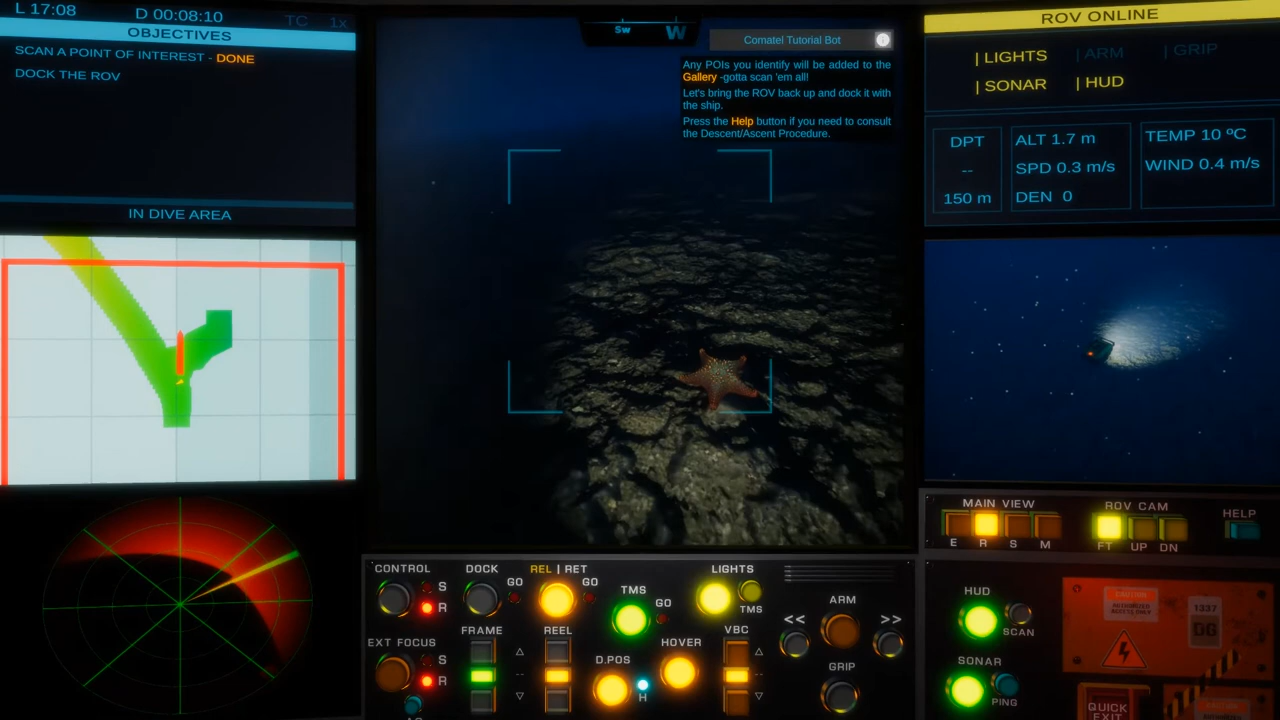 L 17:08 D 00:08:10 TC 1x
OBJECTIVES
SCAN A POINT OF INTEREST - DONE
DOCK THE ROV
IN DIVE AREA
SW W
Comatel Tutorial Bot
Any POIs you identify will be added to the
Gallery -gotta scan 'em all!
Let's bring the ROV back up and dock it with
the ship.
Press the Help button if you need to consult
the Descent/Ascent Procedure.
ROV ONLINE
| LIGHTS | ARM | GRIP
| SONAR | HUD
DPT
--
150 m
ALT 1.7 m
SPD 0.3 m/s
DEN 0
TEMP 10 ºC
WIND 0.4 m/s
MAIN VIEW
E R S M
ROV CAM
FT UP DN
HELP
CONTROL
S
R
DOCK
GO
REL | RET
GO
TMS
GO
LIGHTS
TMS
EXT FOCUS
S
R
FRAME
REEL
D.POS
H
HOVER
VBC
<< ARM >>
GRIP
HUD
SCAN
SONAR
PING
CAUTION
AUTHORIZED
ACCESS ONLY
1337
DG
QUICK
EXIT
CAUTION